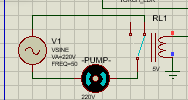 RL1
V1
VSINE
VA=220V
FREQ=50
-PUMP-
5V
220V